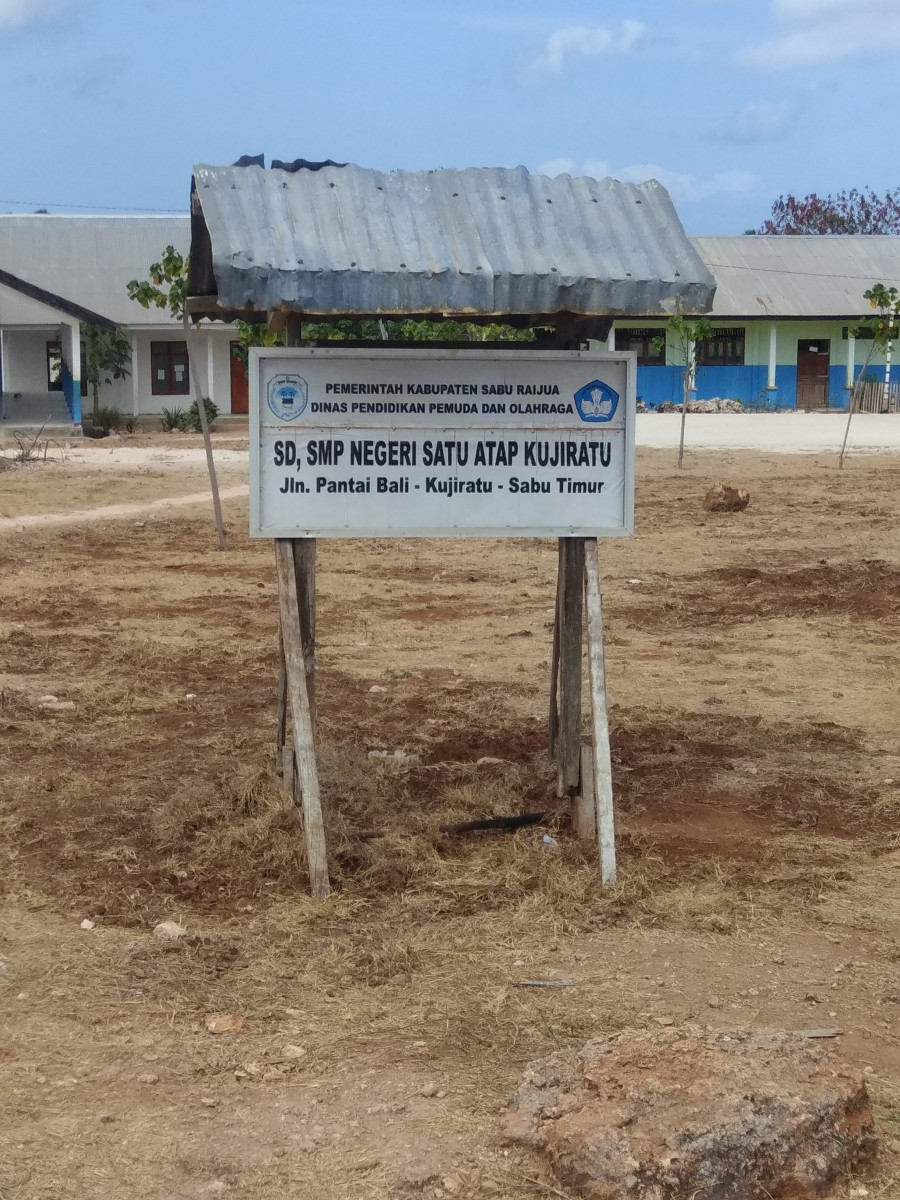 PEMERINTAH KABUPATEN SABU RAIJUA
DINAS PENDIDIKAN PEMUDA DAN OLAHRAGA
SD, SMP NEGERI SATU ATAP KUJIRATU
Jln. Pantai Bali - Kujiratu - Sabu Timur